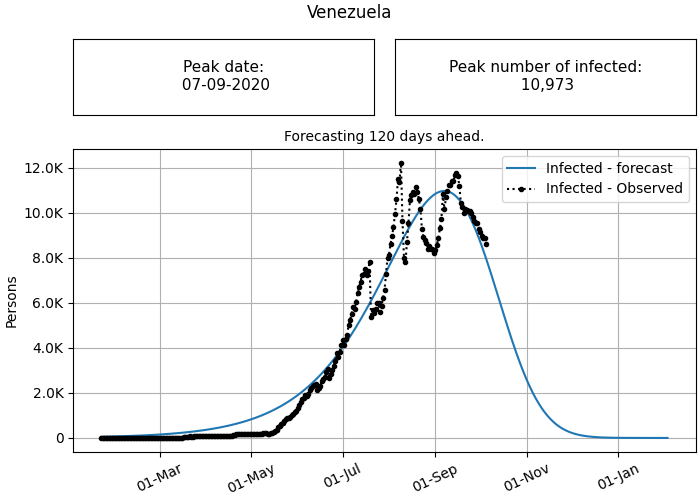 Venezuela
Peak date:
07-09-2020
Peak number of infected:
10,973
Forecasting 120 days ahead.
Infected - forecast
Infected - Observed
12.0K
10.0K
8.0K
6.0K
4.0K
2.0K
0
Persons
01-Mar
01-May
01-Jul
01-Sep
01-Nov
01-Jan